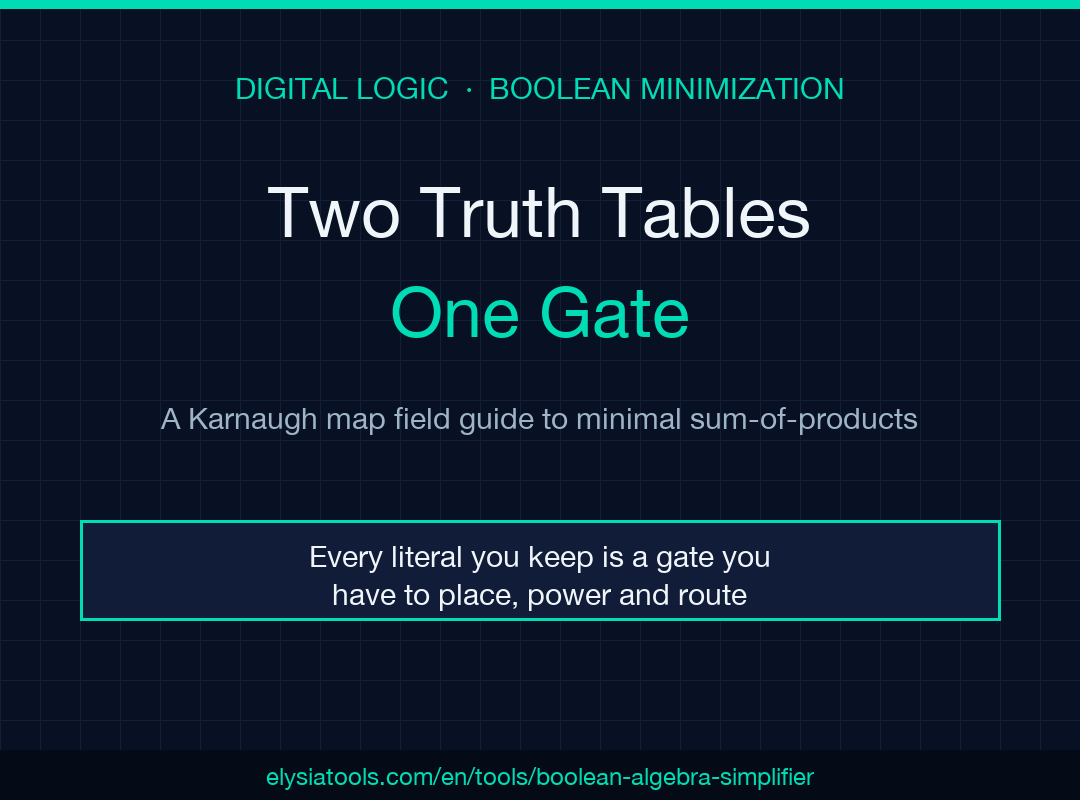 DIGITAL LOGIC · BOOLEAN MINIMIZATION
Two Truth Tables
One Gate
A Karnaugh map field guide to minimal sum-of-products
Every literal you keep is a gate you
have to place, power and route
elysiatools.com/en/tools/boolean-algebra-simplifier